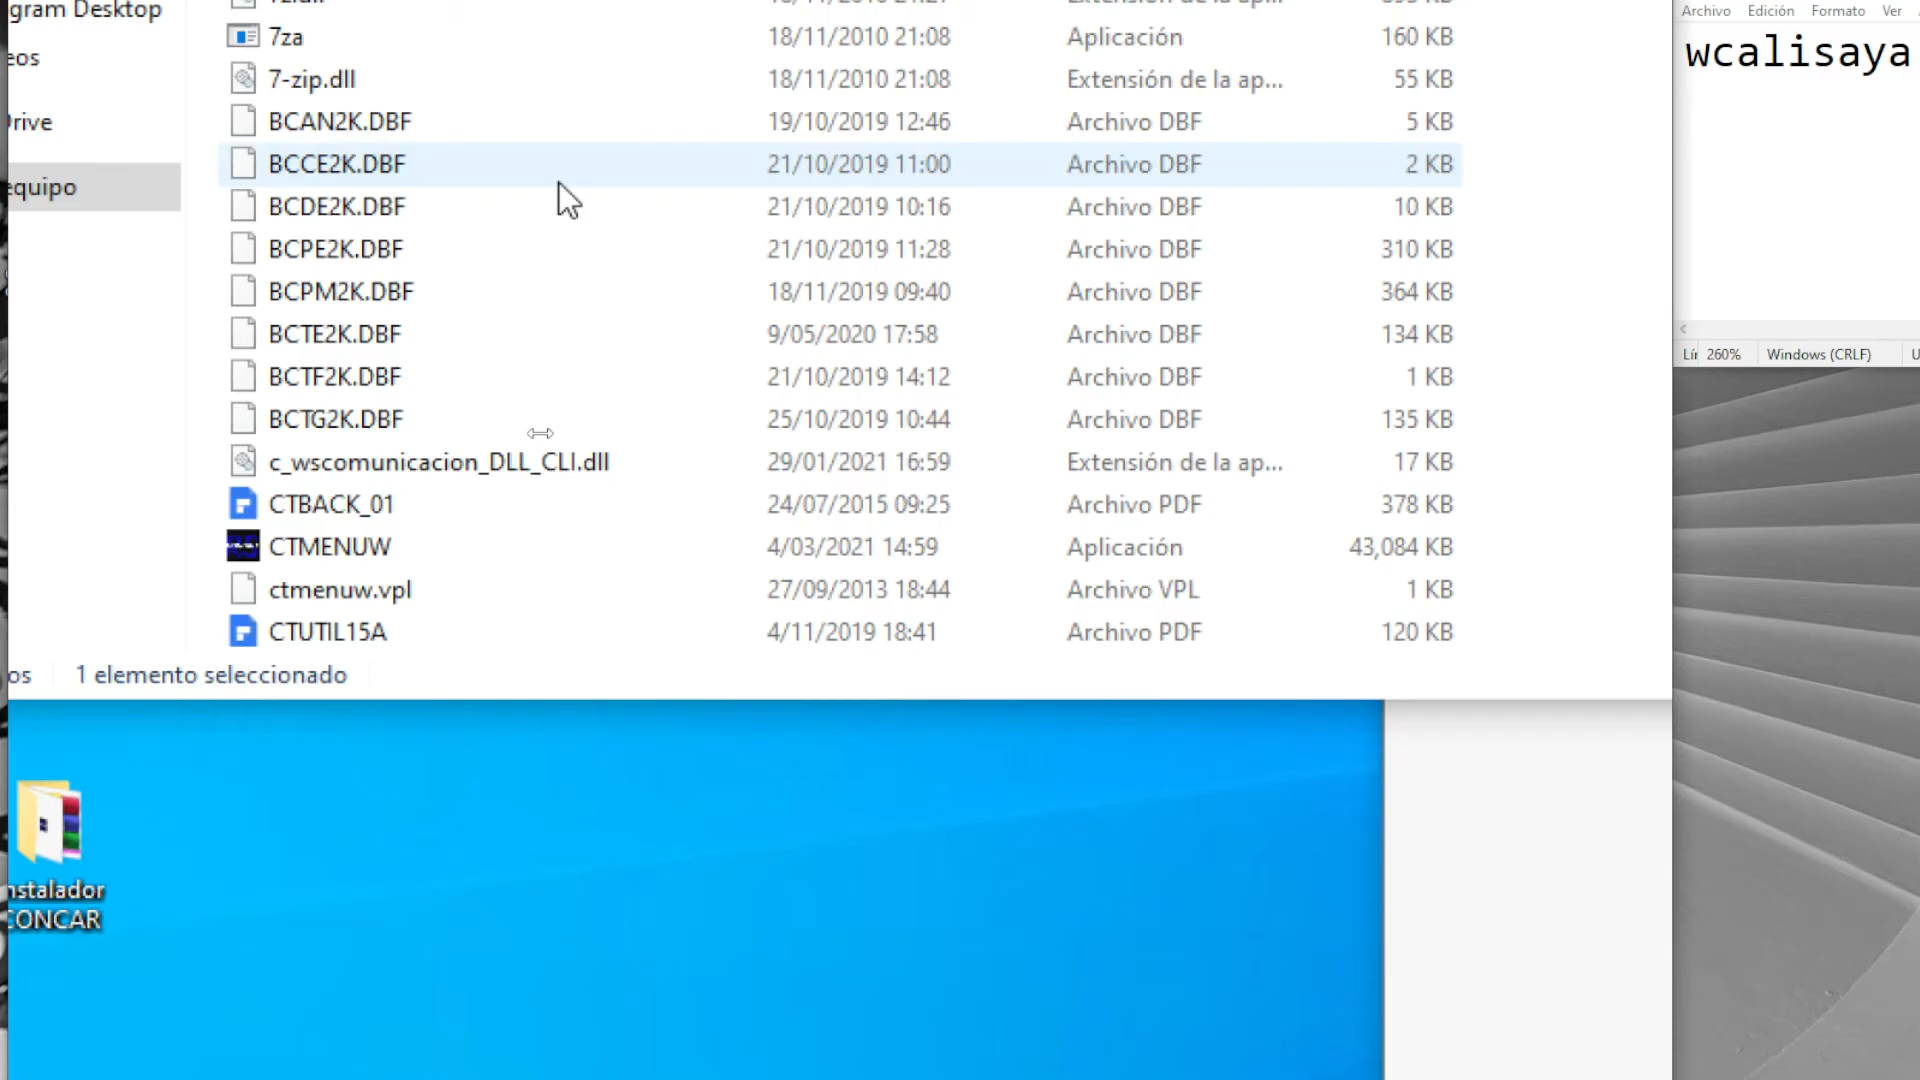 gram Desktop
eos
rive
equipo
7za 18/11/2010 21:08 Aplicación 160 KB
7-zip.dll 18/11/2010 21:08 Extensión de la ap... 55 KB
BCAN2K.DBF 19/10/2019 12:46 Archivo DBF 5 KB
BCCE2K.DBF 21/10/2019 11:00 Archivo DBF 2 KB
BCDE2K.DBF 21/10/2019 10:16 Archivo DBF 10 KB
BCPE2K.DBF 21/10/2019 11:28 Archivo DBF 310 KB
BCPM2K.DBF 18/11/2019 09:40 Archivo DBF 364 KB
BCTE2K.DBF 9/05/2020 17:58 Archivo DBF 134 KB
BCTF2K.DBF 21/10/2019 14:12 Archivo DBF 1 KB
BCTG2K.DBF 25/10/2019 10:44 Archivo DBF 135 KB
c_wscomunicacion_DLL_CLI.dll 29/01/2021 16:59 Extensión de la ap... 17 KB
CTBACK_01 24/07/2015 09:25 Archivo PDF 378 KB
CTMENUW 4/03/2021 14:59 Aplicación 43,084 KB
ctmenuw.vpl 27/09/2013 18:44 Archivo VPL 1 KB
CTUTIL15A 4/11/2019 18:41 Archivo PDF 120 KB
os 1 elemento seleccionado
nstalador
CONCAR
Archivo Edición Formato Ver
wcalisaya
Lír 260% Windows (CRLF) U